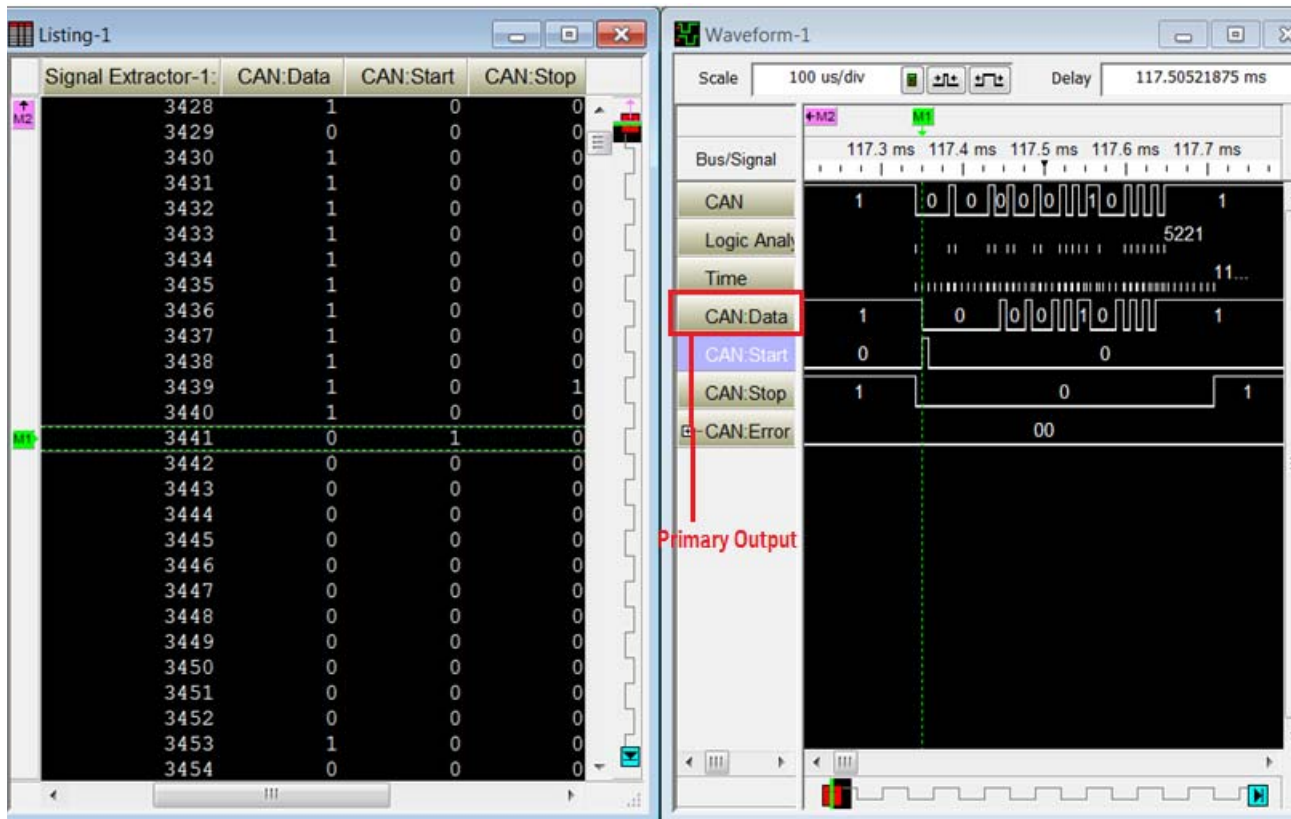 Listing-1
Signal Extractor-1: CAN:Data CAN:Start CAN:Stop
M2
3428 1 0 0
3429 0 0 0
3430 1 0 0
3431 1 0 0
3432 1 0 0
3433 1 0 0
3434 1 0 0
3435 1 0 0
3436 1 0 0
3437 1 0 0
3438 1 0 0
3439 1 0 1
3440 1 0 0
M1 3441 0 1 0
3442 0 0 0
3443 0 0 0
3444 0 0 0
3445 0 0 0
3446 0 0 0
3447 0 0 0
3448 0 0 0
3449 0 0 0
3450 0 0 0
3451 0 0 0
3452 0 0 0
3453 1 0 0
3454 0 0 0
Waveform-1
Scale 100 us/div Delay 117.50521875 ms
M2 M1
Bus/Signal 117.3 ms 117.4 ms 117.5 ms 117.6 ms 117.7 ms
CAN 1 0 0 0 0 0 1 0 1
Logic Analy 5221
Time 11...
CAN:Data 1 0 0 0 1 0 1
CAN:Start 0 0
CAN:Stop 1 0 1
CAN:Error 00
Primary Output